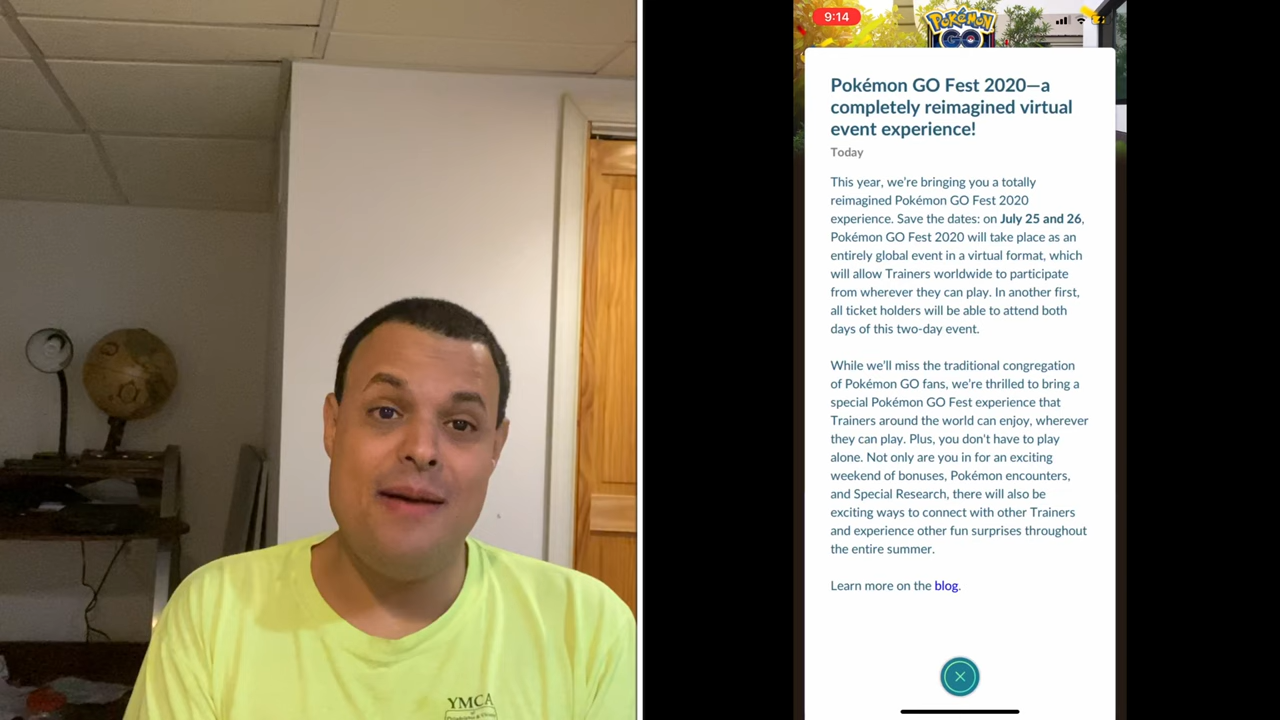 YMCA
9:14
POKÉMON
GO
Pokémon GO Fest 2020—a
completely reimagined virtual
event experience!
Today
This year, we're bringing you a totally
reimagined Pokémon GO Fest 2020
experience. Save the dates: on July 25 and 26,
Pokémon GO Fest 2020 will take place as an
entirely global event in a virtual format, which
will allow Trainers worldwide to participate
from wherever they can play. In another first,
all ticket holders will be able to attend both
days of this two-day event.
While we'll miss the traditional congregation
of Pokémon GO fans, we're thrilled to bring a
special Pokémon GO Fest experience that
Trainers around the world can enjoy, wherever
they can play. Plus, you don't have to play
alone. Not only are you in for an exciting
weekend of bonuses, Pokémon encounters,
and Special Research, there will also be
exciting ways to connect with other Trainers
and experience other fun surprises throughout
the entire summer.
Learn more on the blog.